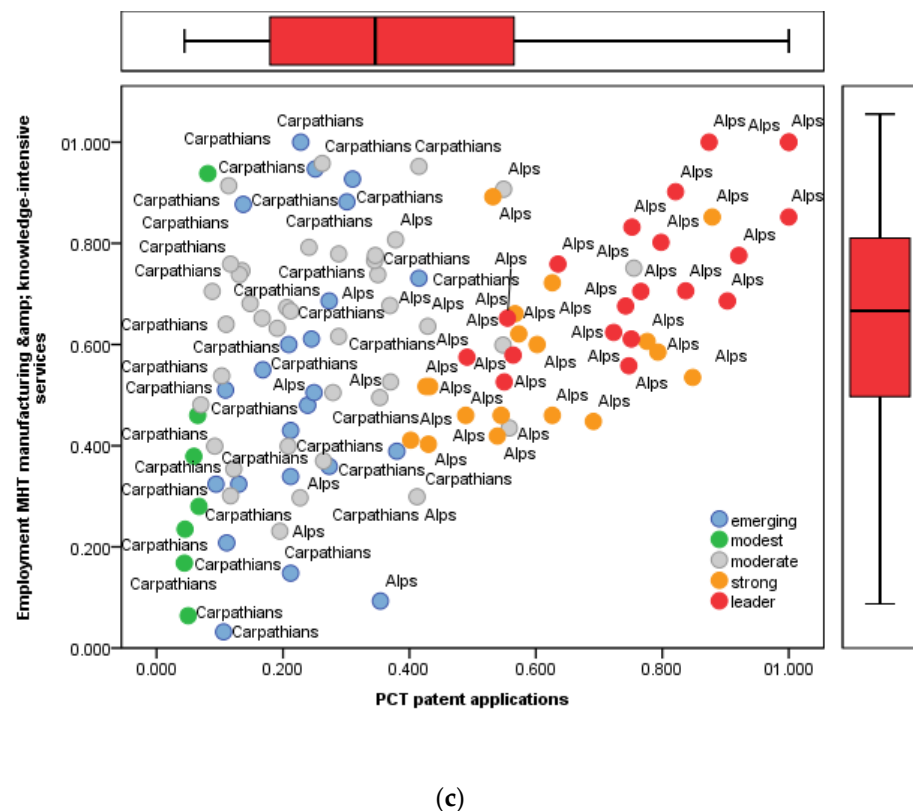 Carpathians
Carpathians
Carpathians Carpathians
Alps Alps Alps
01.000
Carpathians
Alps
Alps
Carpathians
Carpathians
Alps
Alps
Alps
Carpathians
Carpathians
Alps
Alps
0.800
Carpathians
Alps
Alps
Alps
Carpathians
Carpathians
Carpathians
Alps
Alps
Alps
Alps
Alps
Alps
Carpathians
Carpathians
Alps
Alps
Alps
0.600
Carpathians
Alps
Alps
Alps
Alps
Carpathians
Carpathians
Alps
Alps
Alps
Alps
Carpathians
Carpathians
Alps
Alps
Alps
Carpathians
Carpathians
Alps
Alps
0.400
Carpathians
Carpathians
Carpathians
Alps
Alps
Carpathians
Alps
Carpathians
Carpathians
Carpathians Alps
emerging
modest
moderate
strong
leader
0.200
Carpathians
Alps
Carpathians
Carpathians
Carpathians
Alps
Carpathians
Carpathians
0.000
0.000 0.200 0.400 0.600 0.800 01.000
PCT patent applications
Employment MHT manufacturing &amp; knowledge-intensive
services
(c)